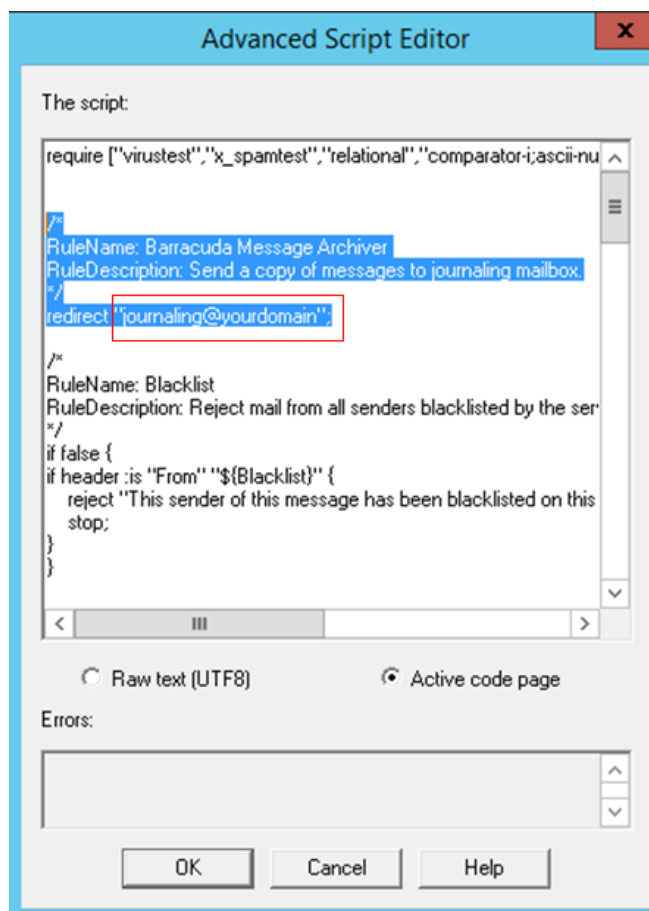 Advanced Script Editor
x
The script:
require ["virustest","x_spamtest","relational","comparator-i;ascii-nu
/*
RuleName: Barracuda Message Archiver
RuleDescription: Send a copy of messages to journaling mailbox.
*/
redirect "journaling@yourdomain";
/*
RuleName: Blacklist
RuleDescription: Reject mail from all senders blacklisted by the ser
*/
if false {
if header :is "From" "${Blacklist}" {
reject "This sender of this message has been blacklisted on this
stop;
}
}
Raw text (UTF8)
Active code page
Errors:
OK
Cancel
Help